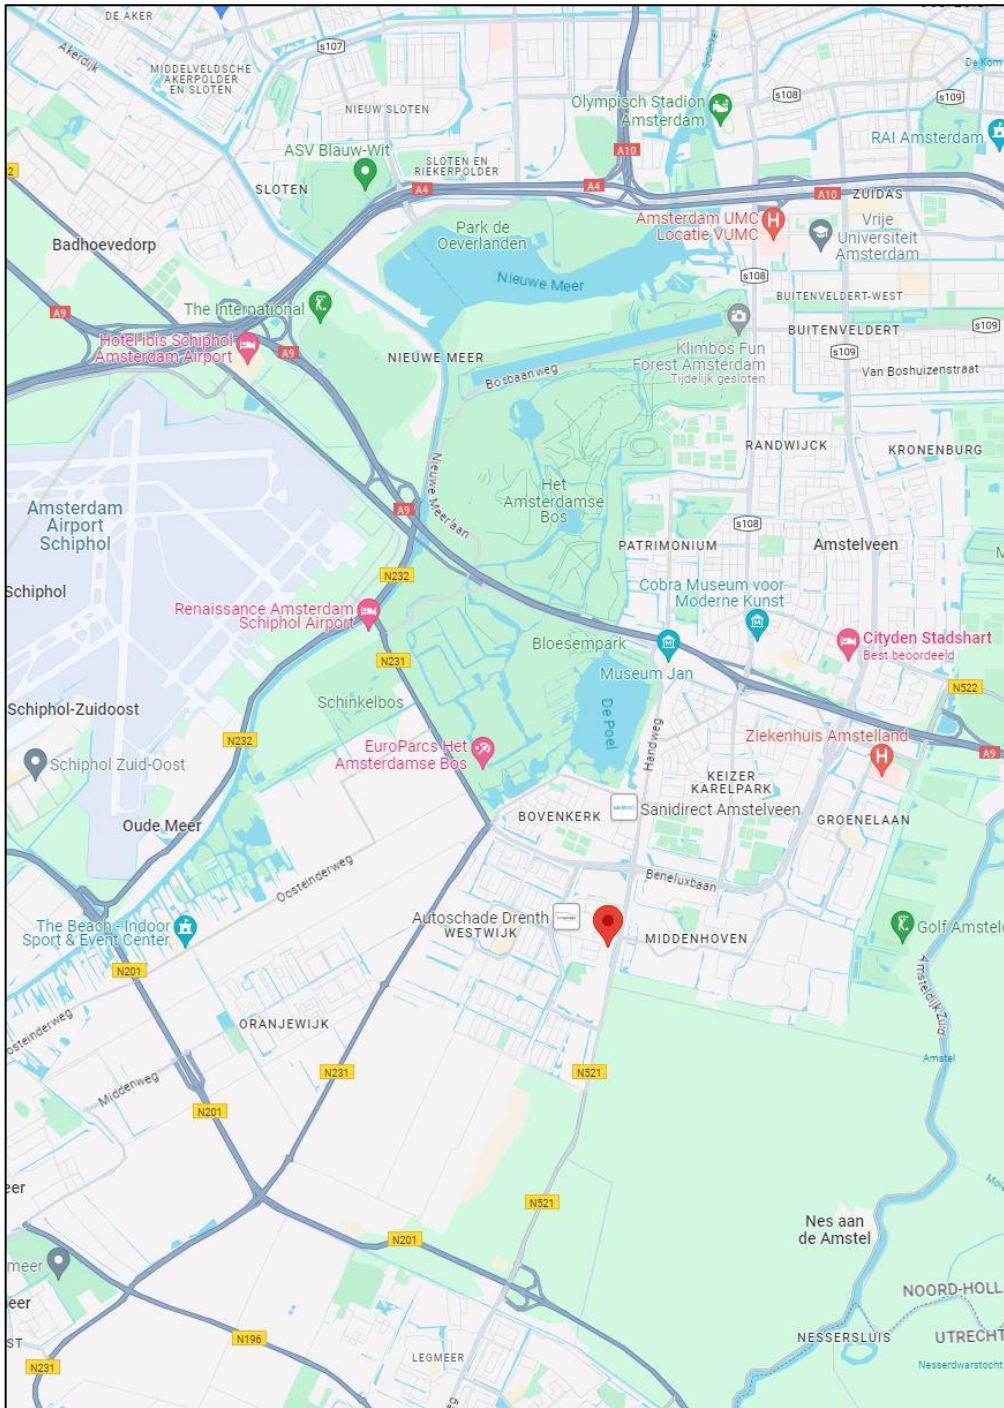 DE AKER
s107
Akerdijk
MIDDELVELDSCHE
AKERPOLDER
EN SLOTEN
NIEUW SLOTEN
Schinkel
De Kom
s108
s109
Olympisch Stadion
Amsterdam
RAI Amsterdam
A10
ASV Blauw-Wit
SLOTEN EN
RIEKERPOLDER
SLOTEN
A4
A4
A10
ZUIDAS
2
Amsterdam UMC
Locatie VUMC
Vrije
Universiteit
Amsterdam
Park de
Oeverlanden
Badhoevedorp
Nieuwe Meer
s108
BUITENVELDERT-WEST
The International
A9
BUITENVELDERT
s109
s109
Hotel ibis Schiphol
Amsterdam Airport
A9
NIEUWE MEER
Klimbos Fun
Forest Amsterdam
Tijdelijk gesloten
Bosbaanweg
Van Boshuizenstraat
RANDWIJCK
KRONENBURG
Nieuwe Meerlaan
Het
Amsterdamse
Bos
Amsterdam
Airport
Schiphol
A9
s108
PATRIMONIUM
Amstelveen
Schiphol
N232
Cobra Museum voor
Moderne Kunst
Renaissance Amsterdam
Schiphol Airport
Cityden Stadshart
Best beoordeeld
Bloesempark
Museum Jan
N231
N522
Schinkelbos
Schiphol-Zuidoost
De Poel
N232
Handweg
Ziekenhuis Amstelland
A9
EuroParcs Het
Amsterdamse Bos
Schiphol Zuid-Oost
KEIZER
KARELPARK
Oude Meer
BOVENKERK
Sanidirect Amstelveen
GROENELAAN
Oosteinderweg
Beneluxbaan
The Beach - Indoor
Sport & Event Center
Autoschade Drenth
WESTWIJK
MIDDENHOVEN
Golf Amsteld
N201
Amsteldijk Zuid
ORANJEWIJK
Oosteinderweg
Amstel
Middenweg
N231
N521
N201
eer
N521
Nes aan
de Amstel
N201
meer
eer
NOORD-HOLL
ST
N196
NESSERSLUIS
UTRECHT
N231
LEGMEER
Nesserdwarstocht